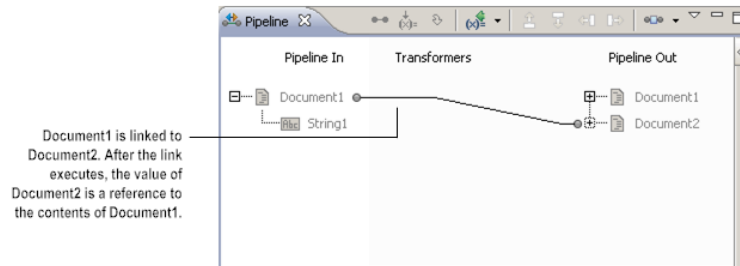 Pipeline
(x)=
(x)
Pipeline In
Transformers
Pipeline Out
Document1
Document1
Abc String1
Document2
Document1 is linked to
Document2. After the link
executes, the value of
Document2 is a reference to
the contents of Document1.